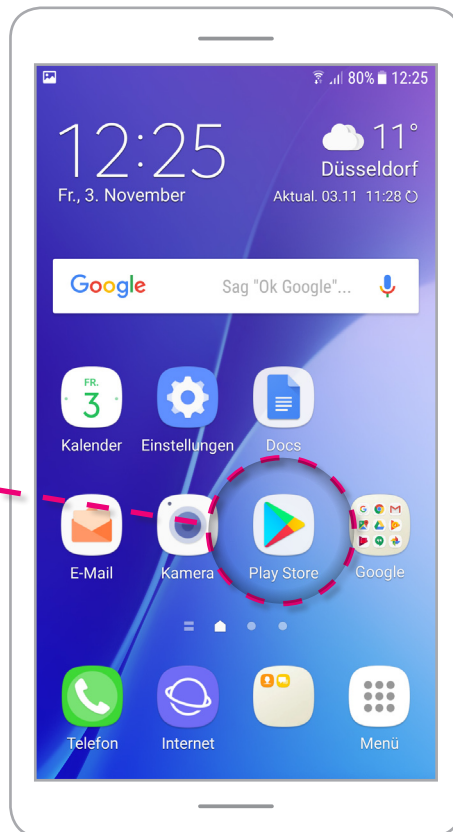 80% 12:25
12:25
11°
Düsseldorf
Fr., 3. November
Aktual. 03.11 11:28
Google
Sag "Ok Google"...
FR.
3
Kalender
Einstellungen
Docs
E-Mail
Kamera
Play Store
Google
Telefon
Internet
Menü